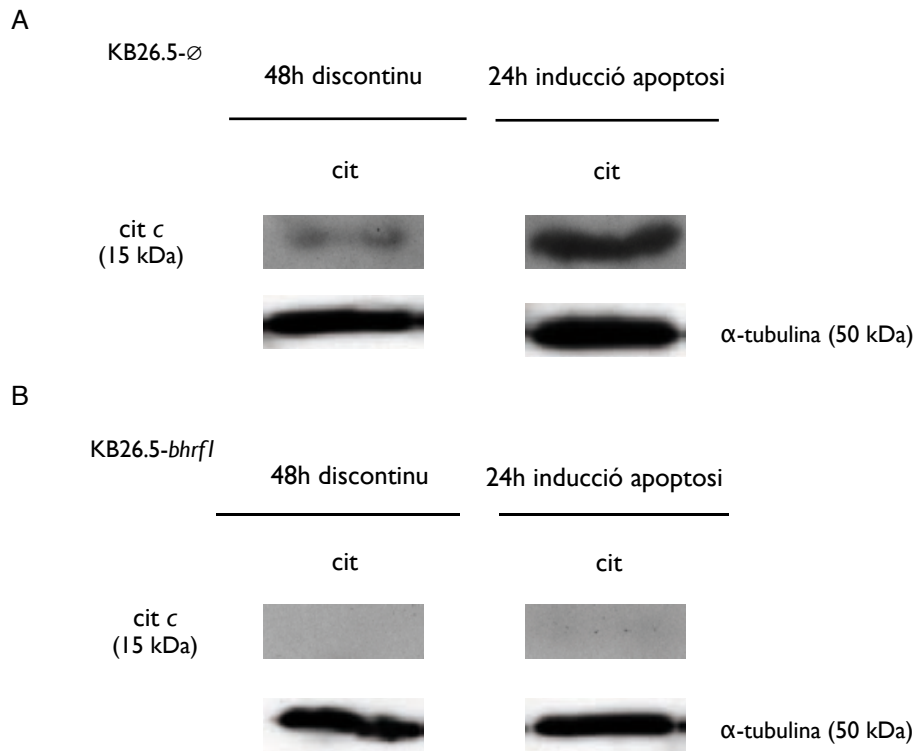 A
KB26.5-∅
48h discontinu 24h inducció apoptosi
cit cit
cit c
(15 kDa)
α-tubulina (50 kDa)
B
KB26.5-bhrf1
48h discontinu 24h inducció apoptosi
cit cit
cit c
(15 kDa)
α-tubulina (50 kDa)